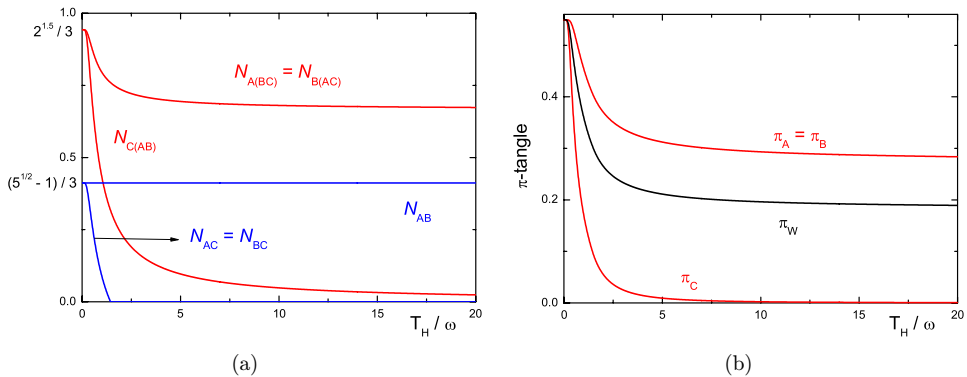 1.0
2^1.5 / 3
N_A(BC) = N_B(AC)
N_C(AB)
0.5
(5^1/2 - 1) / 3
N_AB
N_AC = N_BC
0.0
0 5 10 15 20
T_H / ω
(a)
π-tangle
0.4
π_A = π_B
0.2
π_W
π_C
0.0
0 5 10 15 20
T_H / ω
(b)